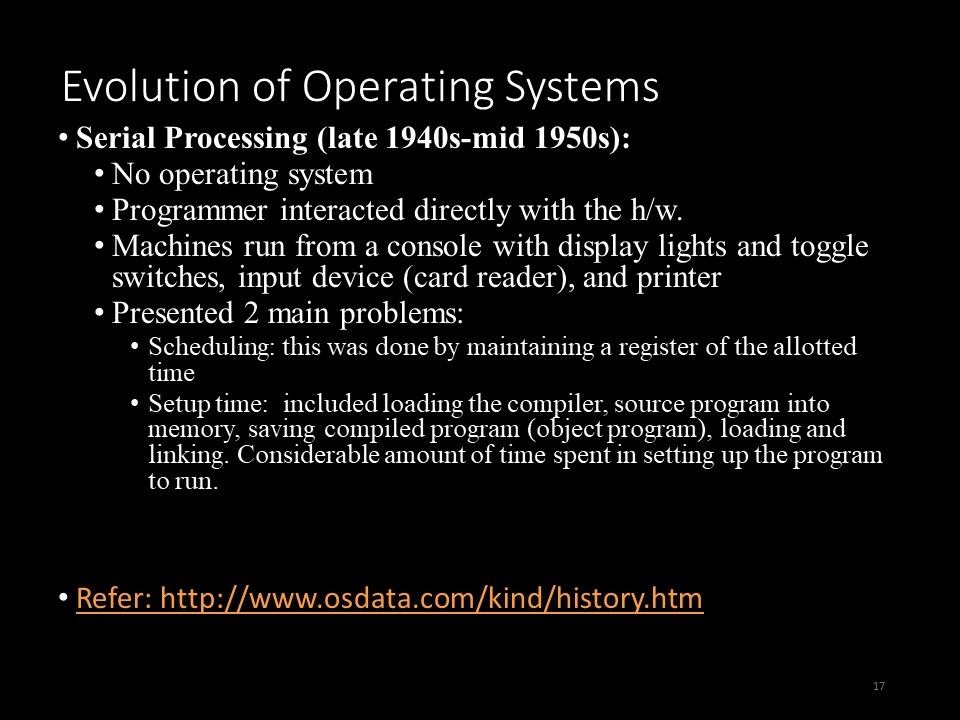 Evolution of Operating Systems
• Serial Processing (late 1940s-mid 1950s):
• No operating system
• Programmer interacted directly with the h/w.
• Machines run from a console with display lights and toggle
switches, input device (card reader), and printer
• Presented 2 main problems:
• Scheduling: this was done by maintaining a register of the allotted
time
• Setup time:  included loading the compiler, source program into
memory, saving compiled program (object program), loading and
linking. Considerable amount of time spent in setting up the program
to run.
• Refer: http://www.osdata.com/kind/history.htm
17